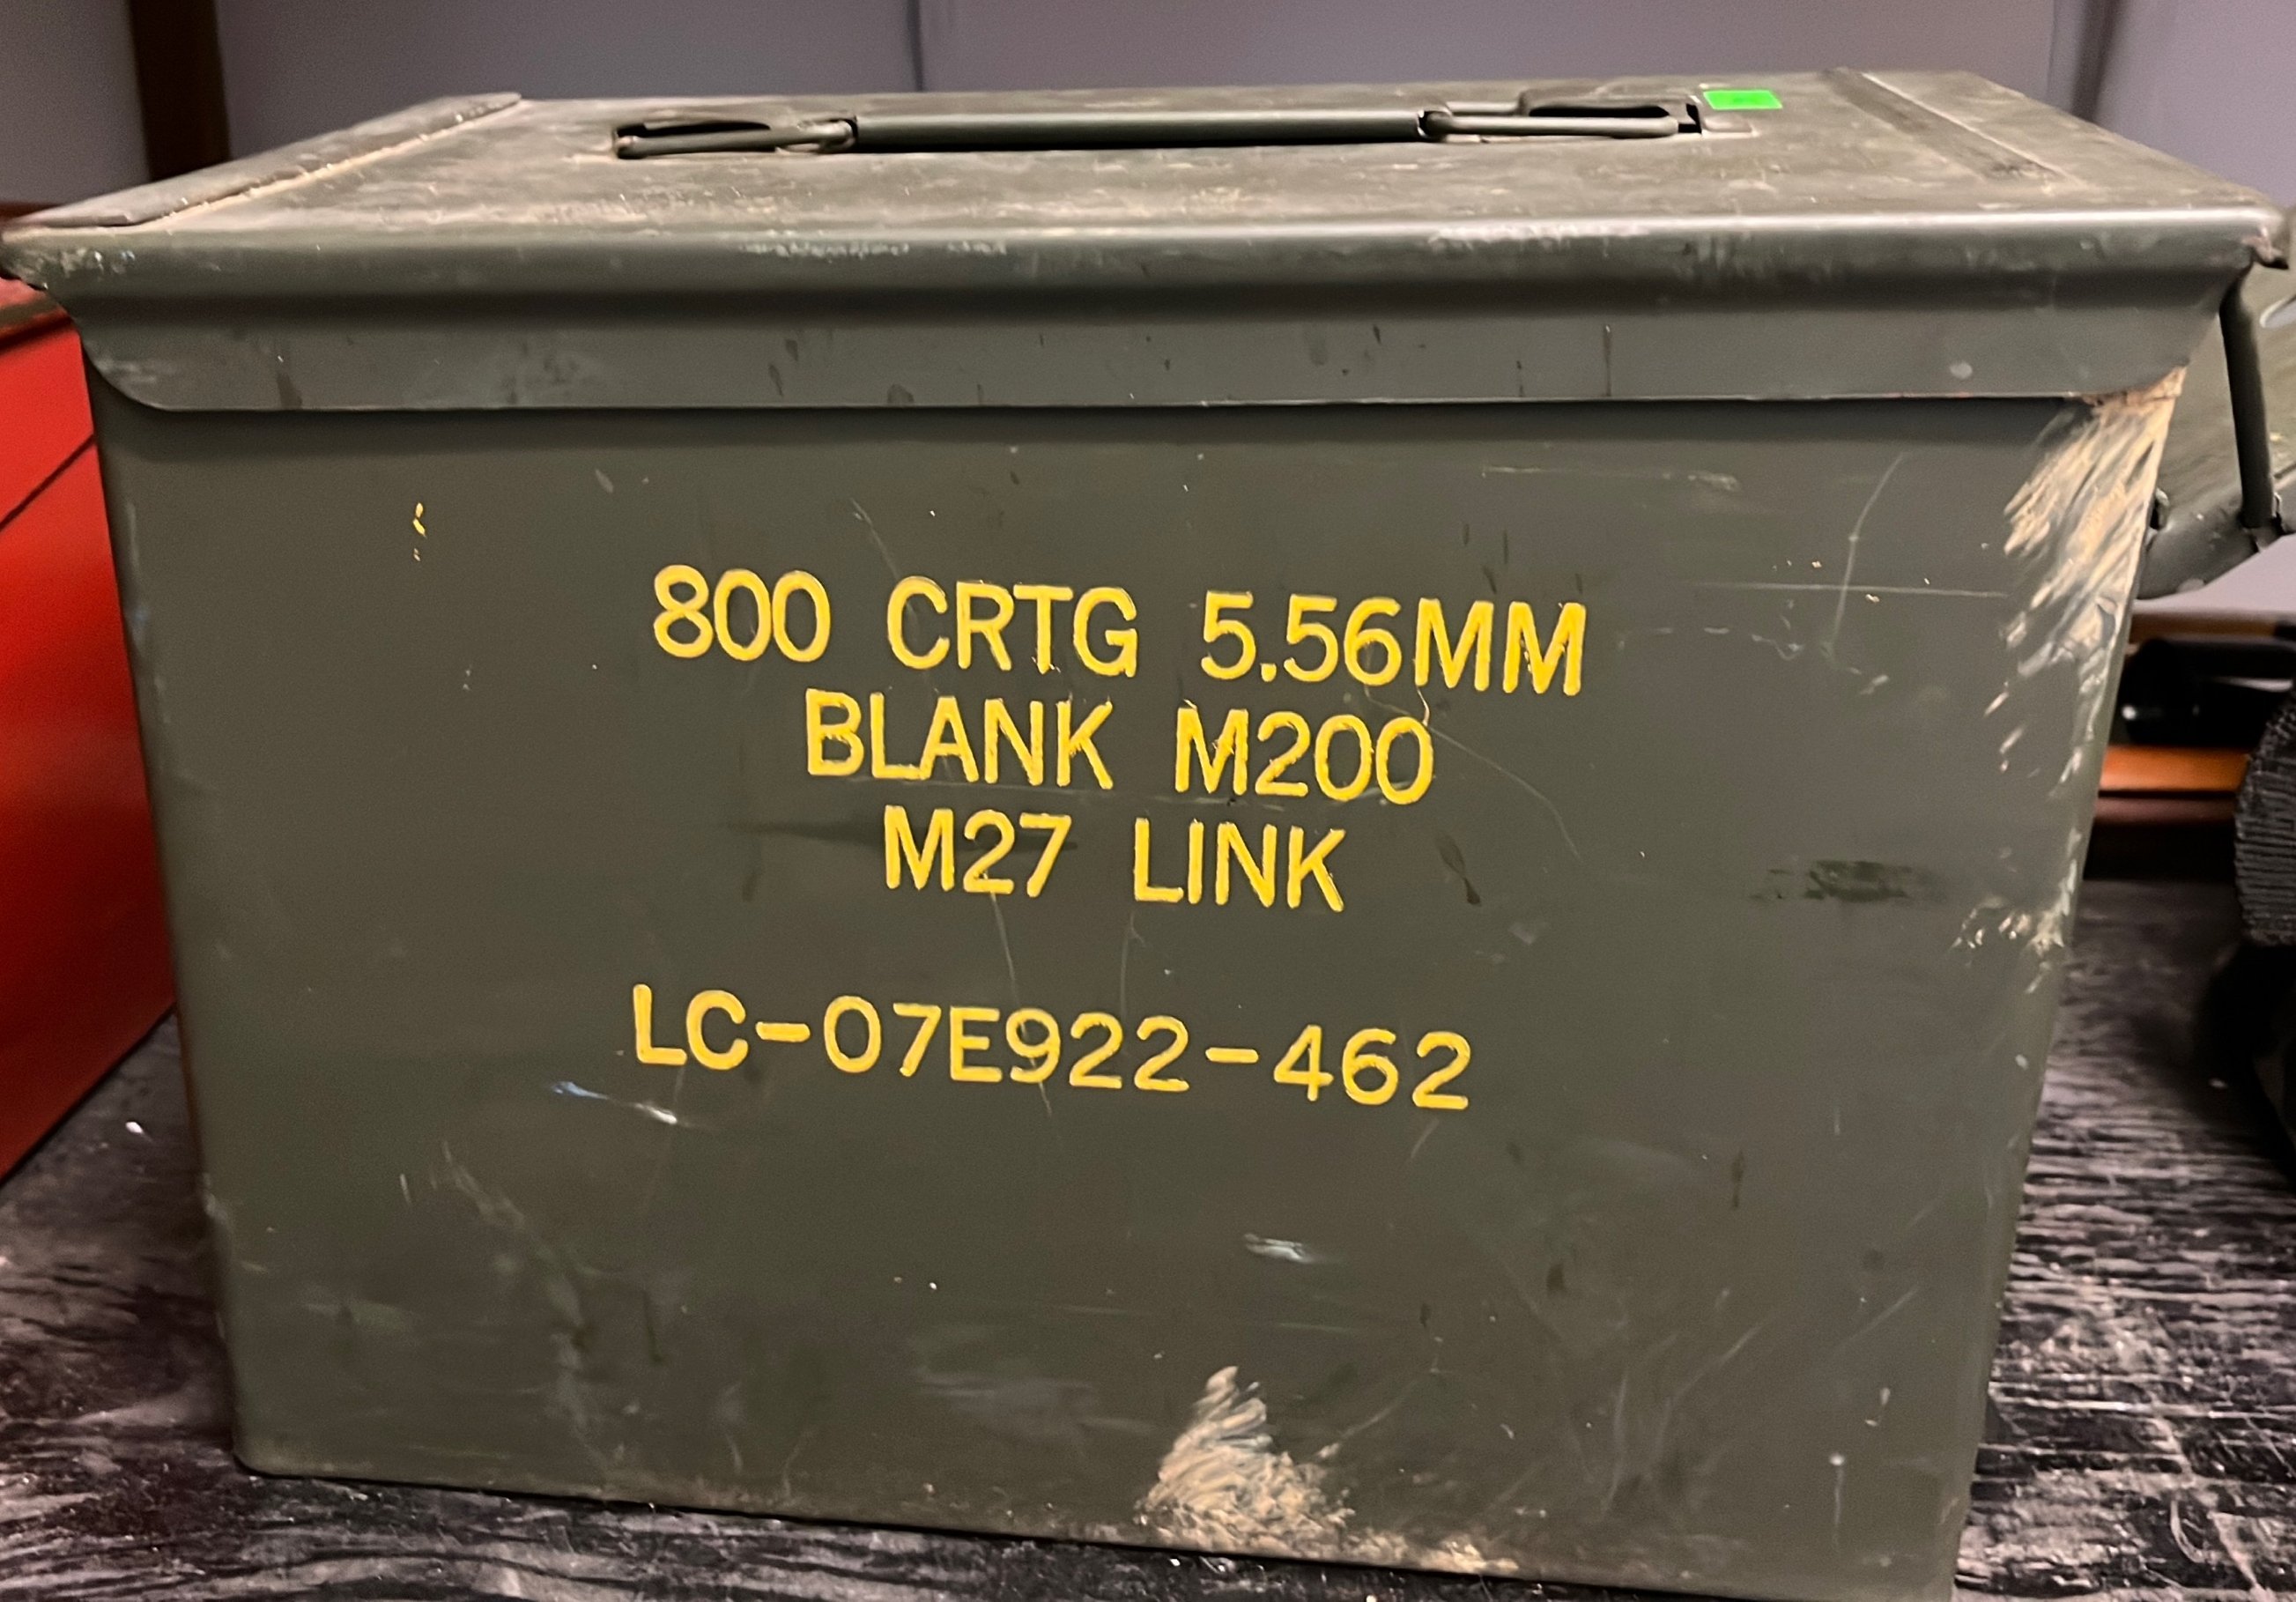 800 CRTG 5.56MM
BLANK M200
M27 LINK
LC-07E922-462